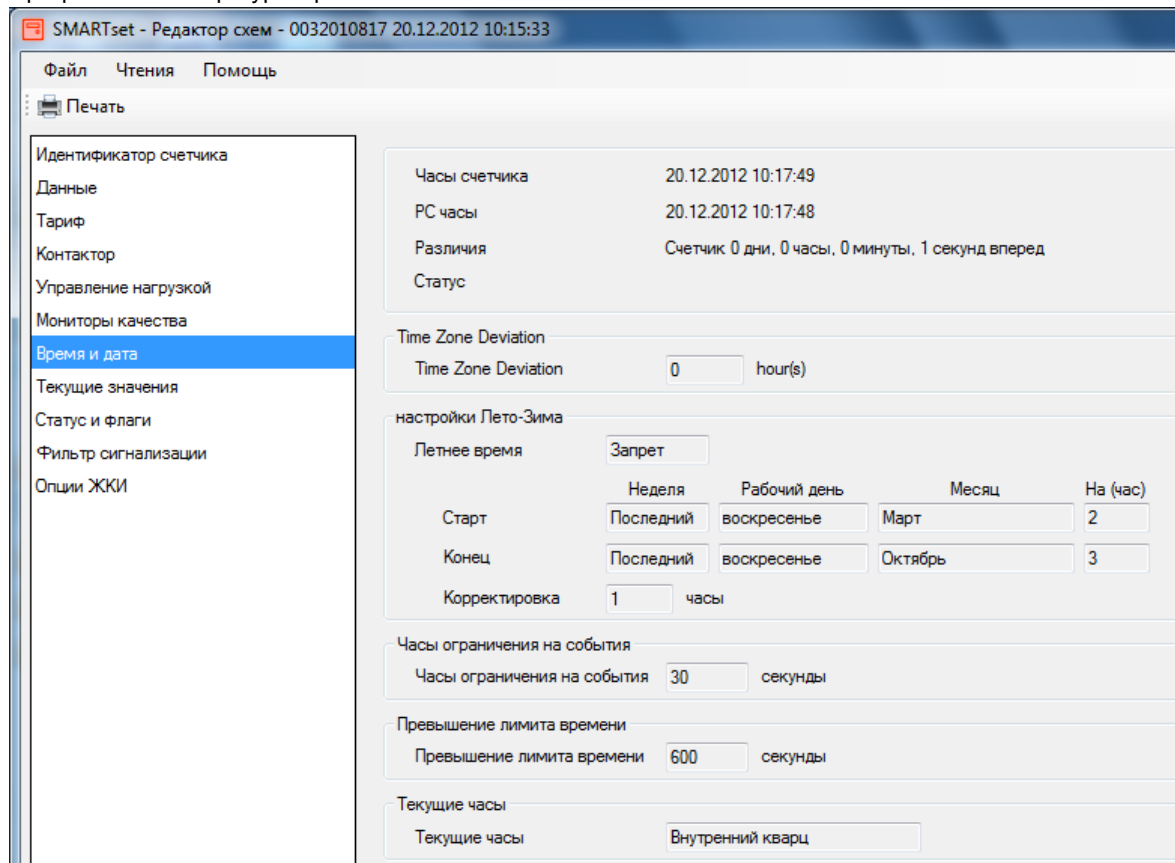 SMARTset - Редактор схем - 0032010817 20.12.2012 10:15:33
Файл Чтения Помощь
Печать
Идентификатор счетчика
Данные
Тариф
Контактор
Управление нагрузкой
Мониторы качества
Время и дата
Текущие значения
Статус и флаги
Фильтр сигнализации
Опции ЖКИ
Часы счетчика 20.12.2012 10:17:49
PC часы 20.12.2012 10:17:48
Различия Счетчик 0 дни, 0 часы, 0 минуты, 1 секунд вперед
Статус
Time Zone Deviation
Time Zone Deviation 0 hour(s)
настройки Лето-Зима
Летнее время Запрет
Неделя Рабочий день Месяц На (час)
Старт Последний воскресенье Март 2
Конец Последний воскресенье Октябрь 3
Корректировка 1 часы
Часы ограничения на события
Часы ограничения на события 30 секунды
Превышение лимита времени
Превышение лимита времени 600 секунды
Текущие часы
Текущие часы Внутренний кварц